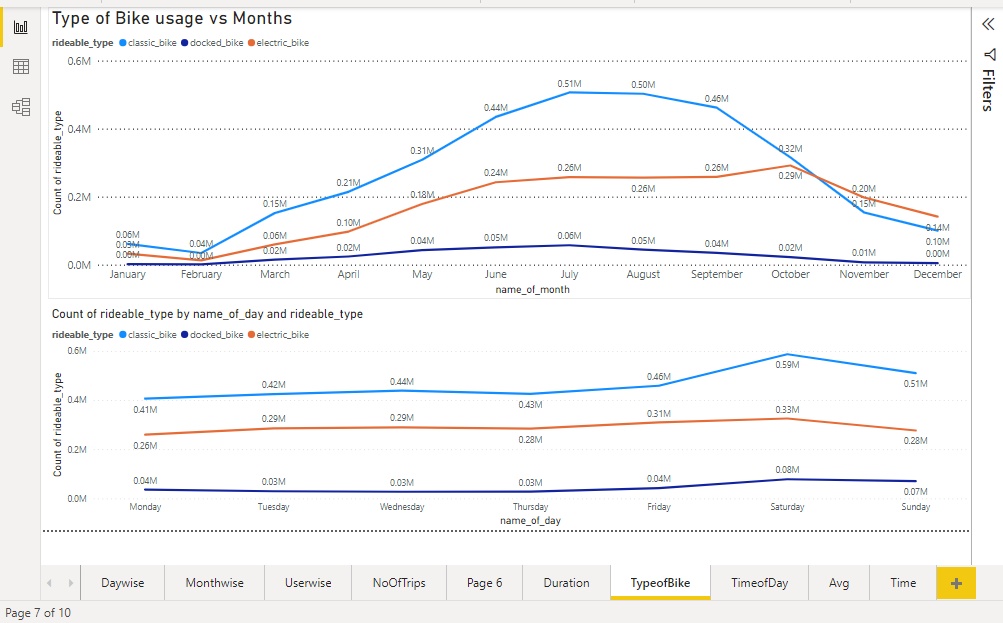 Type of Bike usage vs Months
rideable_type classic_bike docked_bike electric_bike
Count of rideable_type
0.6M
0.4M
0.2M
0.0M
0.06M 0.04M 0.15M 0.21M 0.31M 0.44M 0.51M 0.50M 0.46M 0.32M 0.15M 0.10M
0.03M 0.06M 0.10M 0.18M 0.24M 0.26M 0.26M 0.26M 0.29M 0.20M 0.14M
0.00M 0.00M 0.02M 0.02M 0.04M 0.05M 0.06M 0.05M 0.04M 0.02M 0.01M 0.00M
January February March April May June July August September October November December
name_of_month
Count of rideable_type by name_of_day and rideable_type
rideable_type classic_bike docked_bike electric_bike
Count of rideable_type
0.6M
0.4M
0.2M
0.0M
0.41M 0.42M 0.44M 0.43M 0.46M 0.59M 0.51M
0.26M 0.29M 0.29M 0.28M 0.31M 0.33M 0.28M
0.04M 0.03M 0.03M 0.03M 0.04M 0.08M 0.07M
Monday Tuesday Wednesday Thursday Friday Saturday Sunday
name_of_day
Filters
Daywise Monthwise Userwise NoOfTrips Page 6 Duration TypeofBike TimeofDay Avg Time +
Page 7 of 10